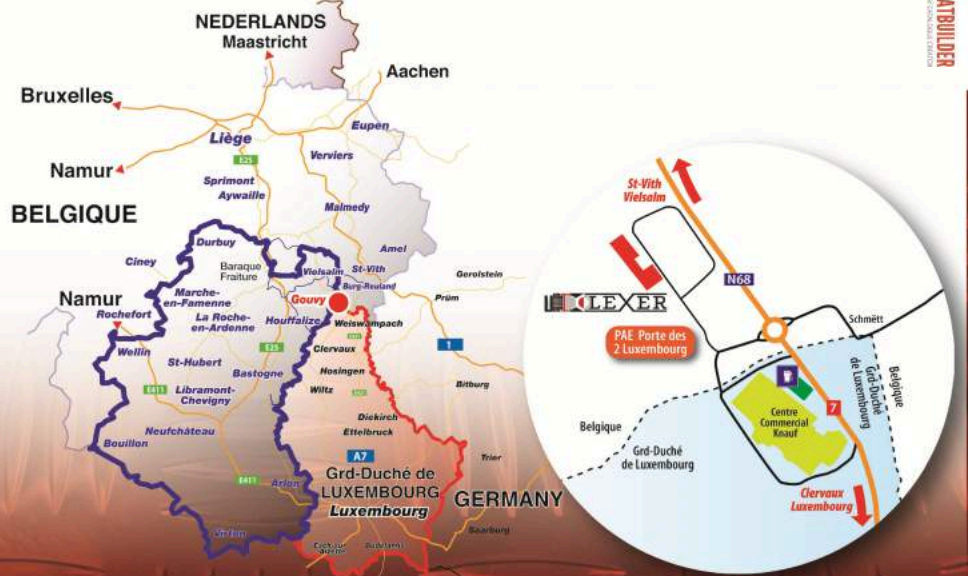 NEDERLANDS
Maastricht
Aachen
Bruxelles
Liège
Eupen
E25
Verviers
Namur
Sprimont
Aywaille
BELGIQUE
Malmedy
Durbuy
Amel
Ciney
Baraque
Fraiture
Vielsalm
St-Vith
Gerolstein
Burg-Reuland
Namur
Rochefort
Marche-
en-Famenne
Gouvy
Prüm
La Roche-
en-Ardenne
Houffalize
Weiswampach
Wellin
E25
Clervaux
1
St-Hubert
Bastogne
Hosingen
E411
Libramont-
Chevigny
Wiltz
Bitburg
Neufchâteau
Diekirch
Ettelbruck
Bouillon
A7
Trier
E411
Arlon
Grd-Duché de
LUXEMBOURG
Luxembourg
GERMANY
Virton
Saarburg
ATBUILDER
St-Vith
Vielsalm
N68
LEXER
PAE Porte des
2 Luxembourg
Schmëtt
Belgique
Grd-Duché
de Luxembourg
7
Centre
Commercial
Knauf
Belgique
Grd-Duché
de Luxembourg
Clervaux
Luxembourg